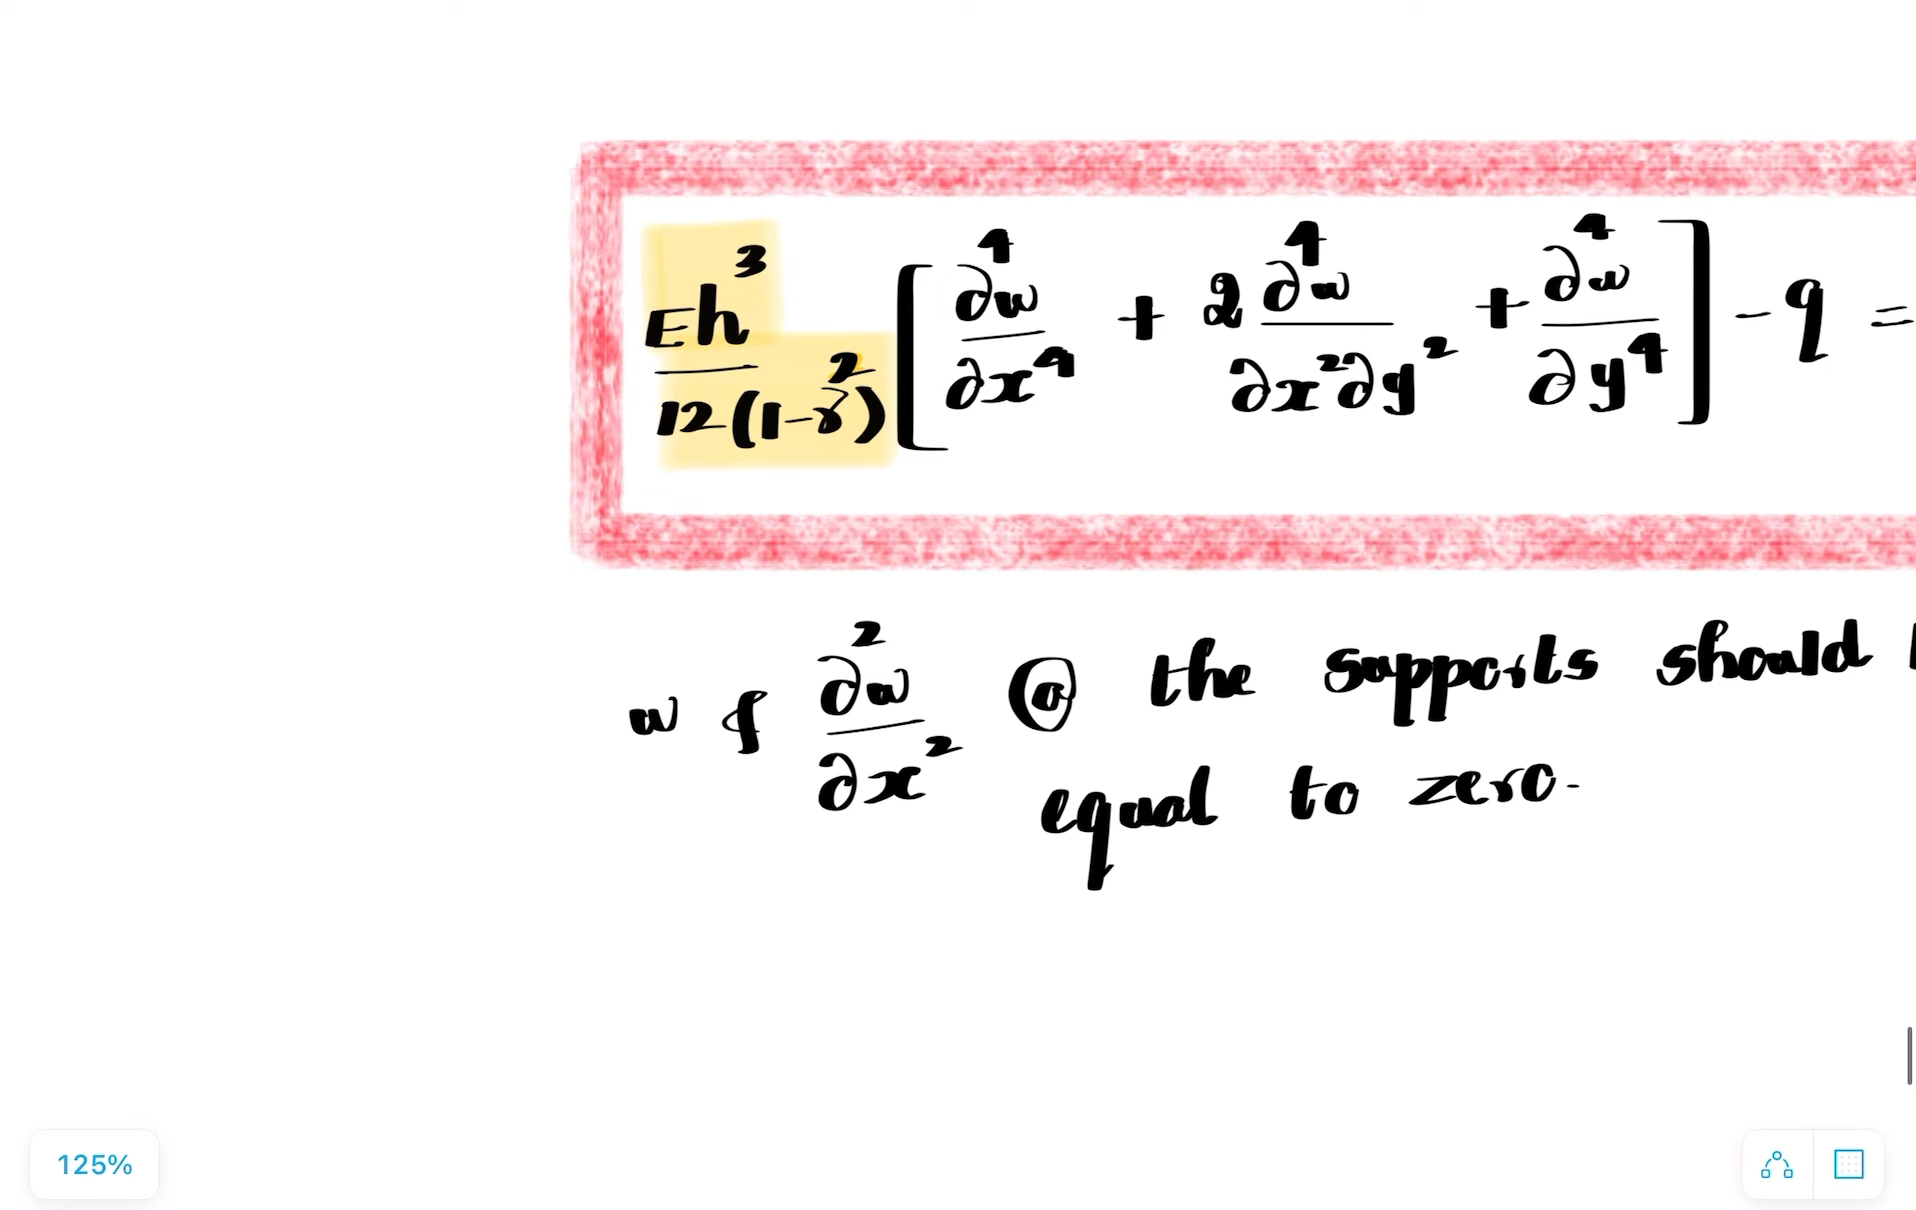 Eh³/12(1-γ²) [∂⁴w/∂x⁴ + 2 ∂⁴w/∂x²∂y² + ∂⁴w/∂y⁴] - q =
w & ∂²w/∂x² @ the supports should
equal to zero.
125%